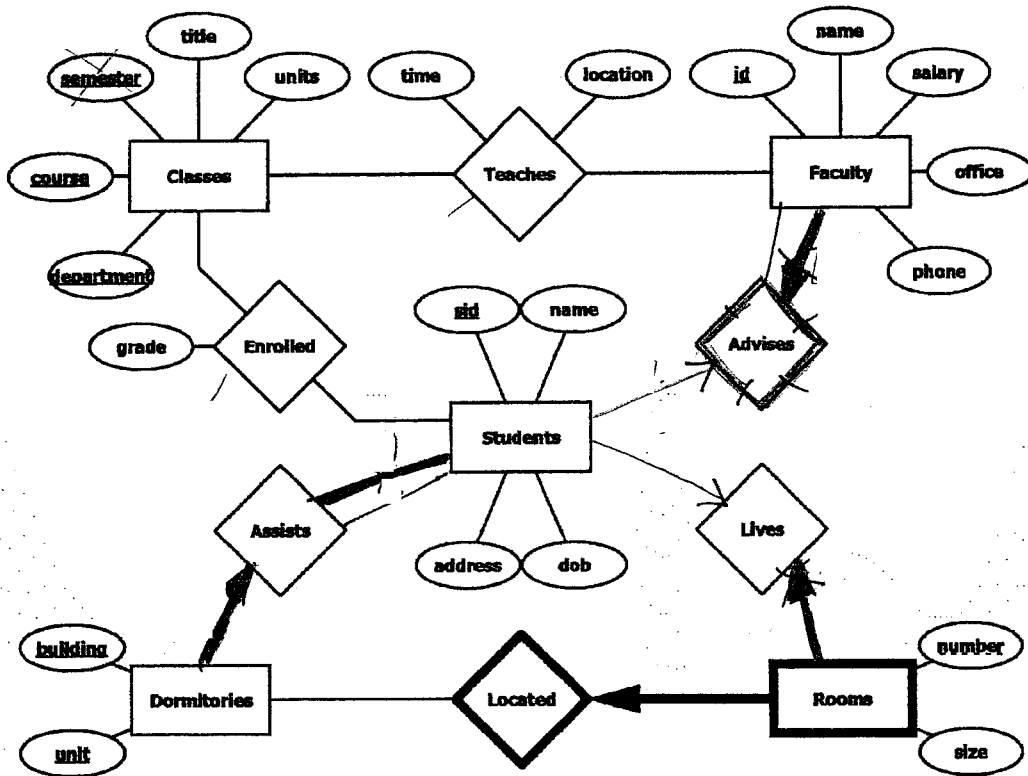 title
name
semester
units
time
location
id
salary
course
Classes
Teaches
Faculty
office
department
phone
sid
name
grade
Enrolled
Advises
Students
Assists
Lives
address
dob
building
number
Dormitories
Located
Rooms
unit
size